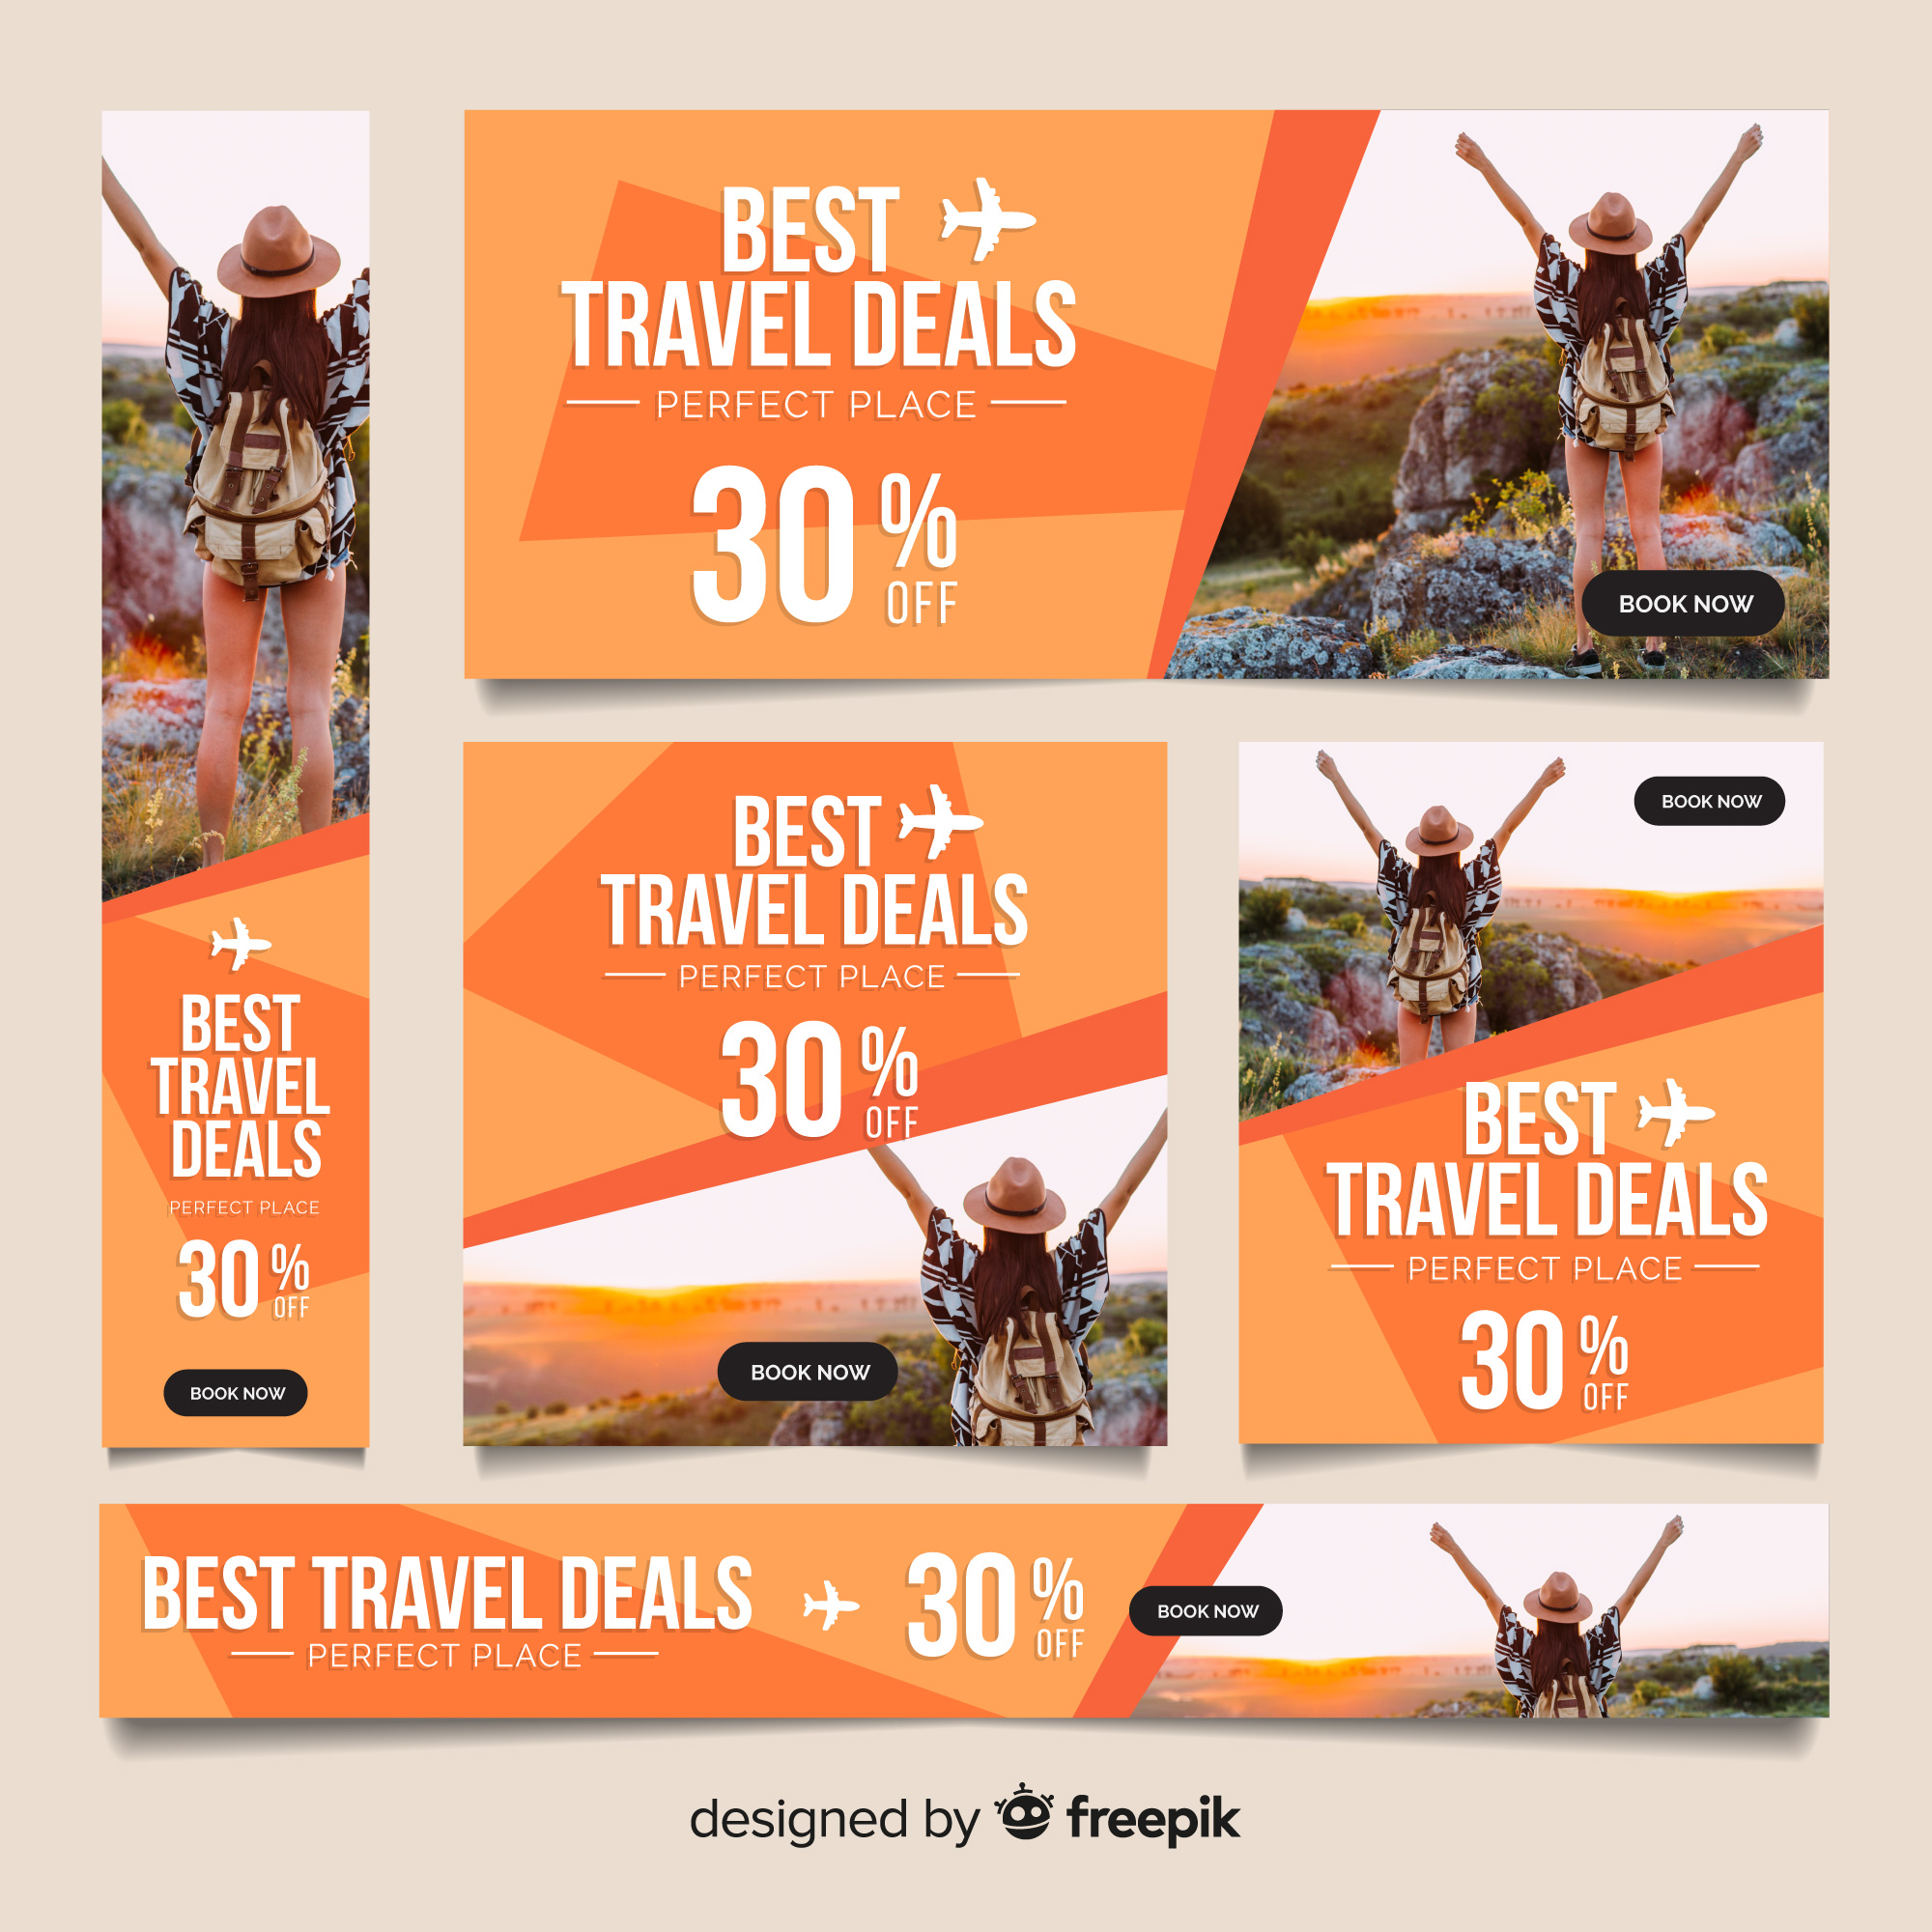 BEST
TRAVEL
DEALS
PERFECT PLACE
30 %
OFF
BOOK NOW
BEST
TRAVEL DEALS
PERFECT PLACE
30 %
OFF
BOOK NOW
BEST
TRAVEL DEALS
PERFECT PLACE
30 %
OFF
BOOK NOW
BOOK NOW
BEST
TRAVEL DEALS
PERFECT PLACE
30 %
OFF
BEST TRAVEL DEALS
PERFECT PLACE
30 %
OFF
BOOK NOW
designed by freepik